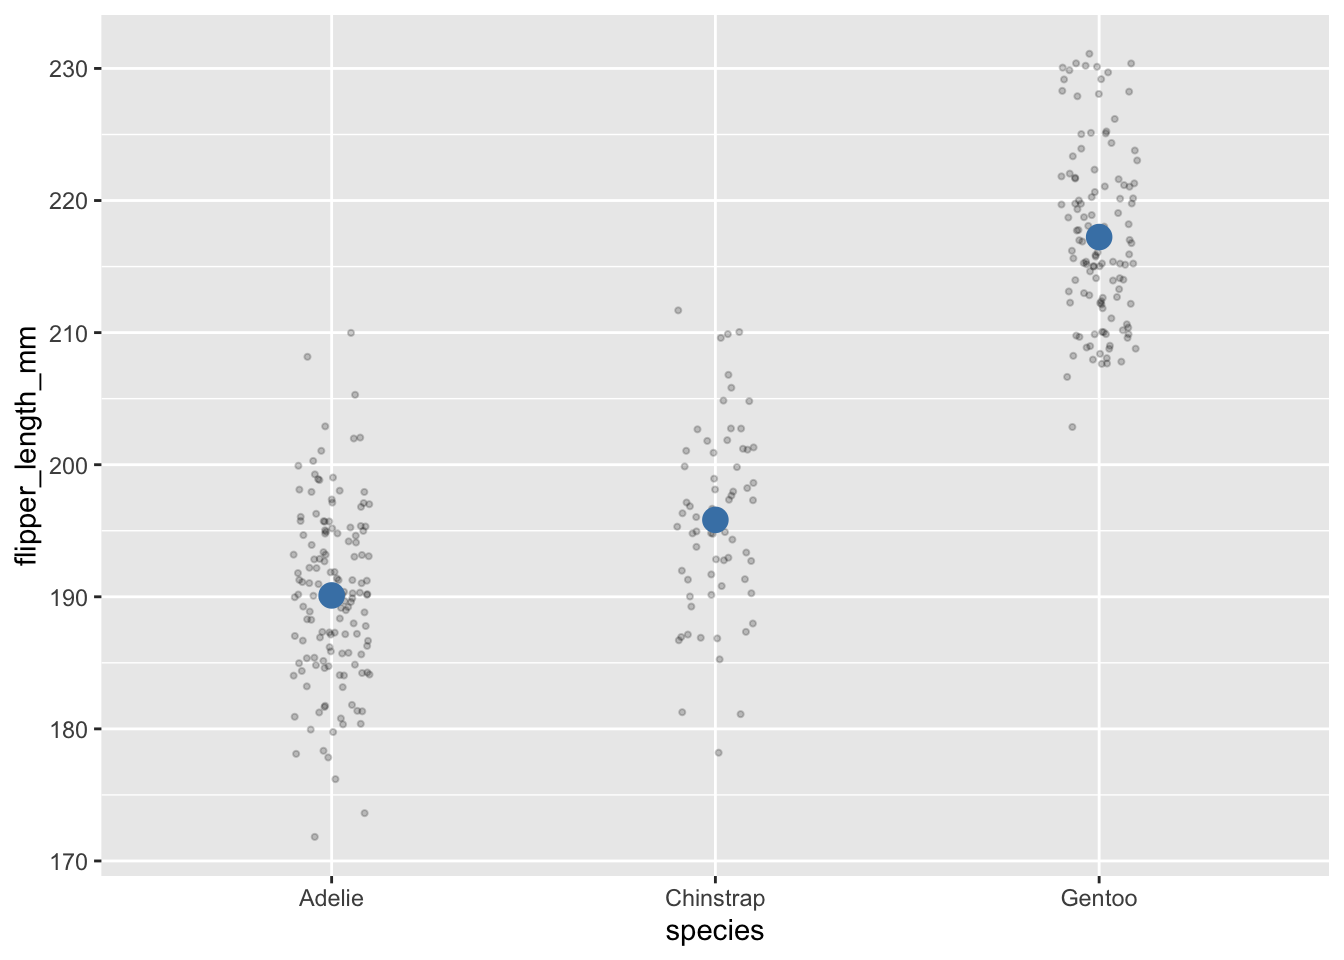 230
220
210
200
190
180
170
flipper_length_mm
Adelie
Chinstrap
Gentoo
species